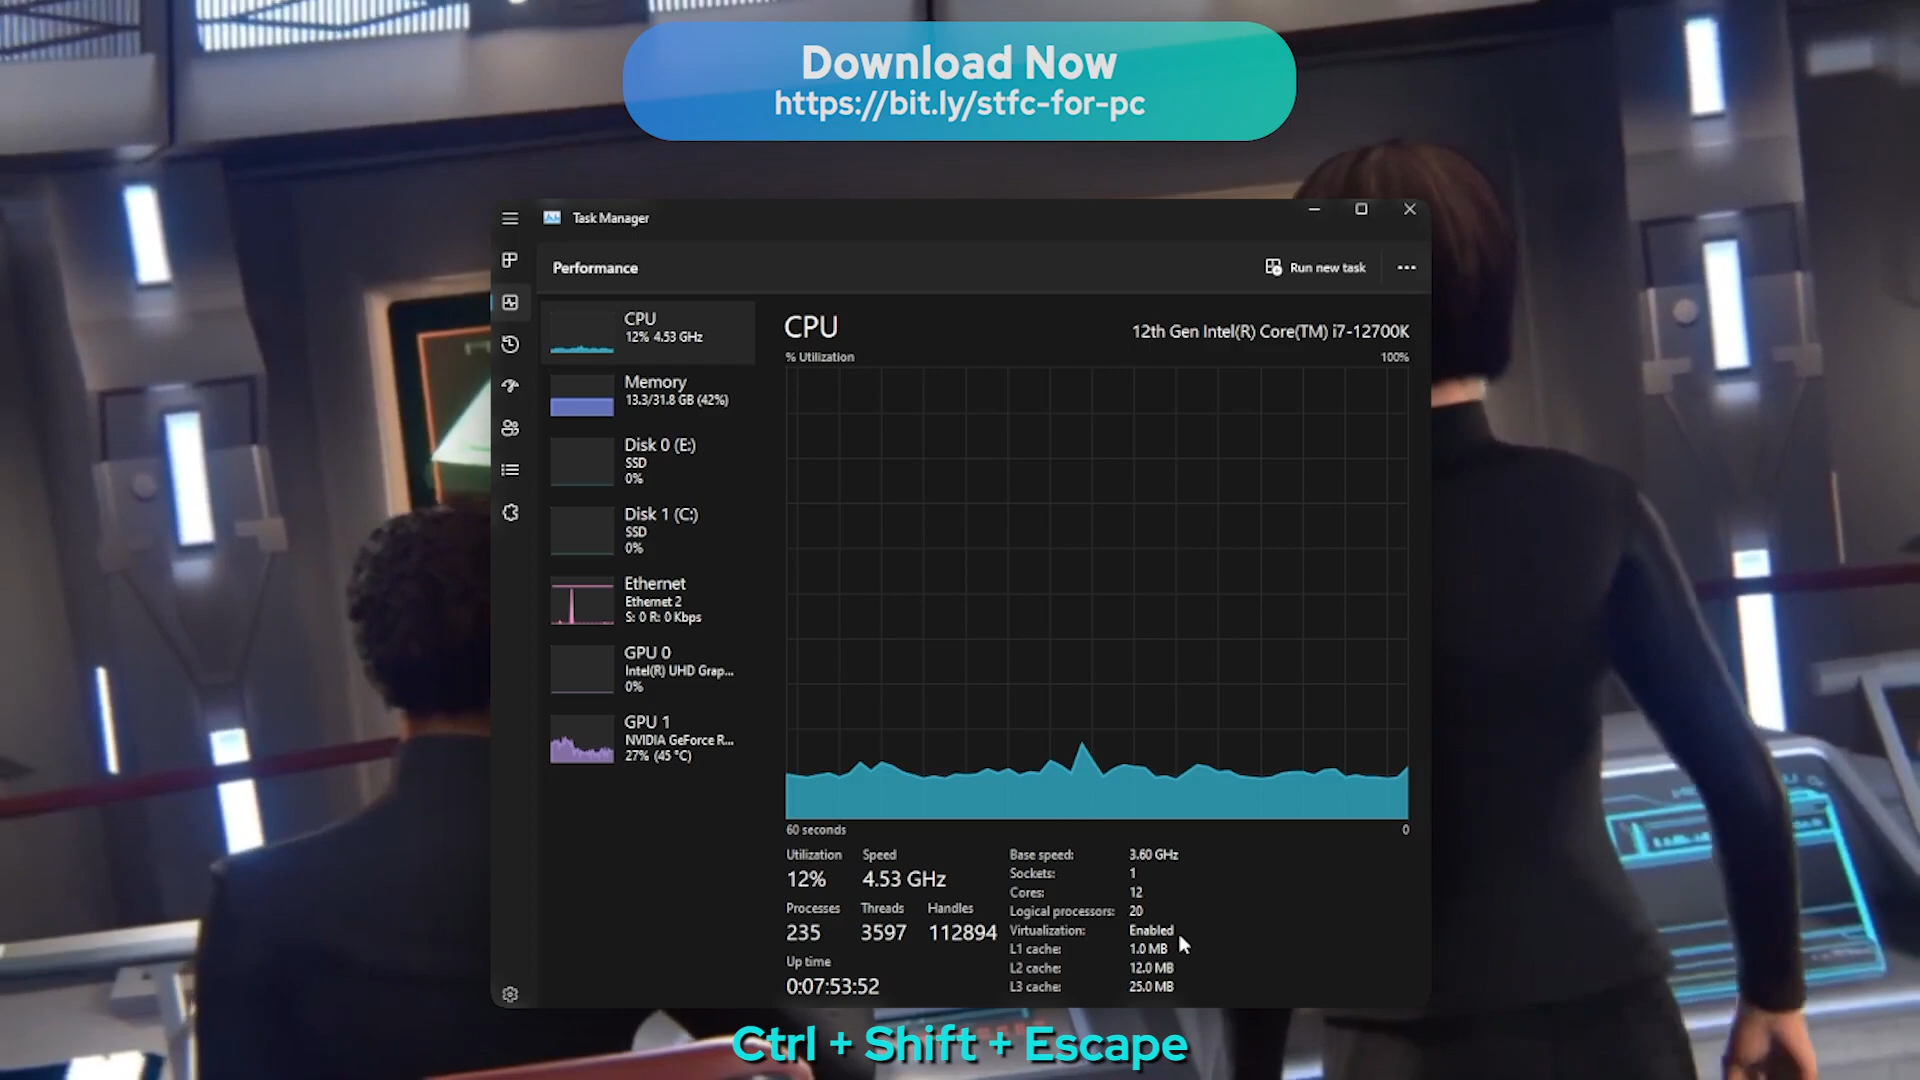 Download Now
https://bit.ly/stfc-for-pc
Task Manager
Performance
Run new task
CPU
12% 4.53 GHz
Memory
13.3/31.8 GB (42%)
Disk 0 (E:)
SSD
0%
Disk 1 (C:)
SSD
0%
Ethernet
Ethernet 2
S: 0 R: 0 Kbps
GPU 0
Intel(R) UHD Grap...
0%
GPU 1
NVIDIA GeForce R...
27% (45 °C)
CPU
12th Gen Intel(R) Core(TM) i7-12700K
% Utilization
100%
60 seconds
0
Utilization Speed
12% 4.53 GHz
Processes Threads Handles
235 3597 112894
Up time
0:07:53:52
Base speed: 3.60 GHz
Sockets: 1
Cores: 12
Logical processors: 20
Virtualization: Enabled
L1 cache: 1.0 MB
L2 cache: 12.0 MB
L3 cache: 25.0 MB
Ctrl + Shift + Escape